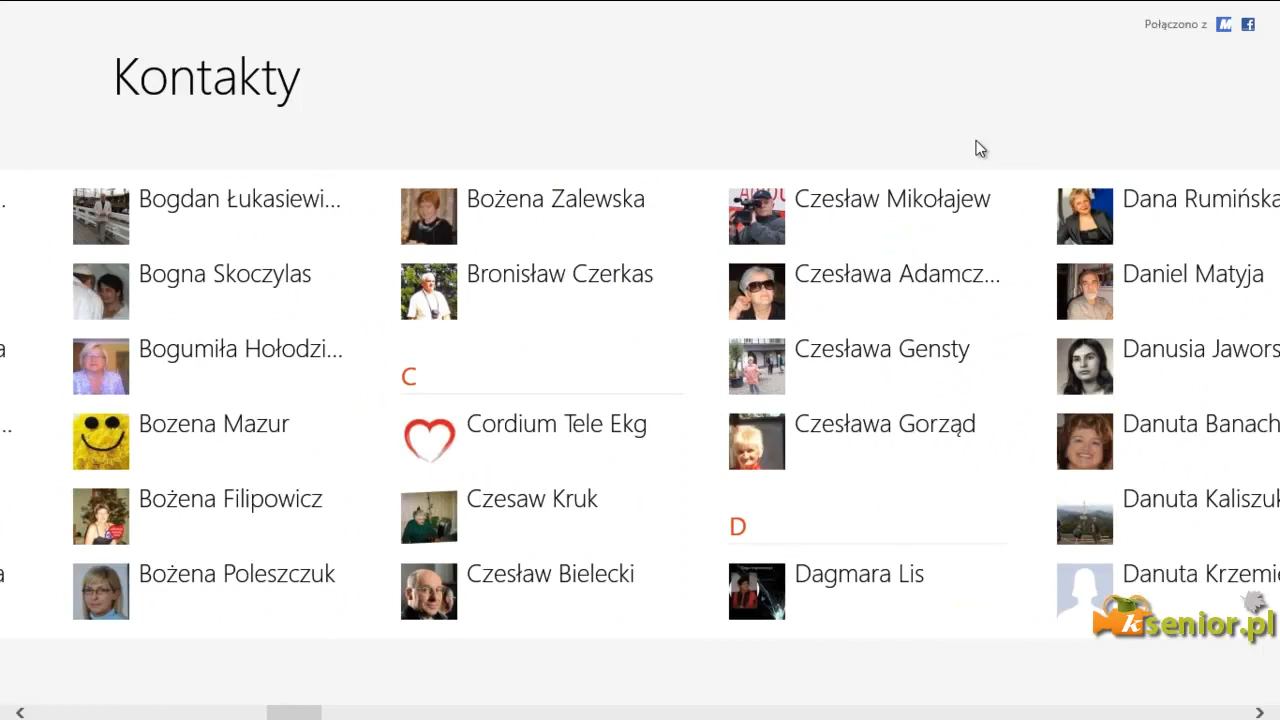 Połączono z
Kontakty
Bogdan Łukasiewi...
Bogna Skoczylas
Bogumiła Hołodzi...
Bozena Mazur
Bożena Filipowicz
Bożena Poleszczuk
Bożena Zalewska
Bronisław Czerkas
C
Cordium Tele Ekg
Czesaw Kruk
Czesław Bielecki
Czesław Mikołajew
Czesława Adamcz...
Czesława Gensty
Czesława Gorząd
D
Dagmara Lis
Dana Rumińska
Daniel Matyja
Danusia Jawors
Danuta Banach
Danuta Kaliszuk
Danuta Krzemie
ksenior.pl